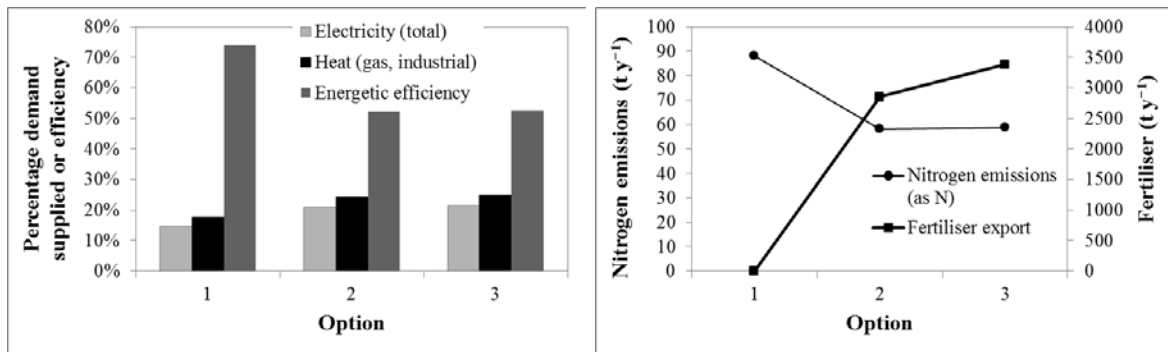 Percentage demand
supplied or efficiency
80%
70%
60%
50%
40%
30%
20%
10%
0%
Electricity (total)
Heat (gas, industrial)
Energetic efficiency
1 2 3
Option
Nitrogen emissions (t y⁻¹)
100
90
80
70
60
50
40
30
20
10
0
Nitrogen emissions
(as N)
Fertiliser export
4000
3500
3000
2500
2000
1500
1000
500
0
Fertiliser (t y⁻¹)
1 2 3
Option